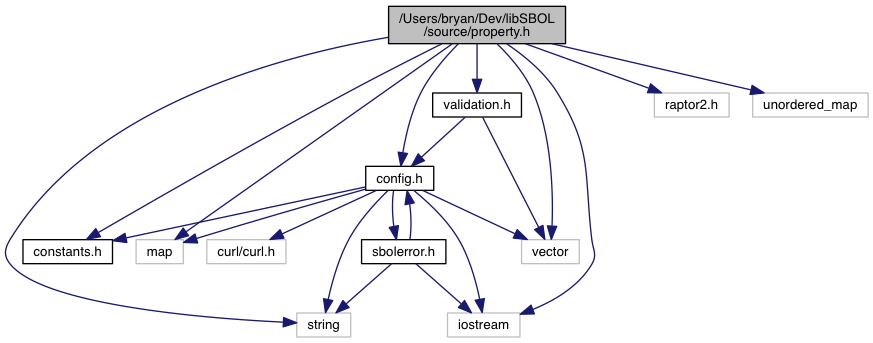 /Users/bryan/Dev/libSBOL
/source/property.h
validation.h
raptor2.h
unordered_map
config.h
constants.h
map
curl/curl.h
sbolerror.h
vector
string
iostream